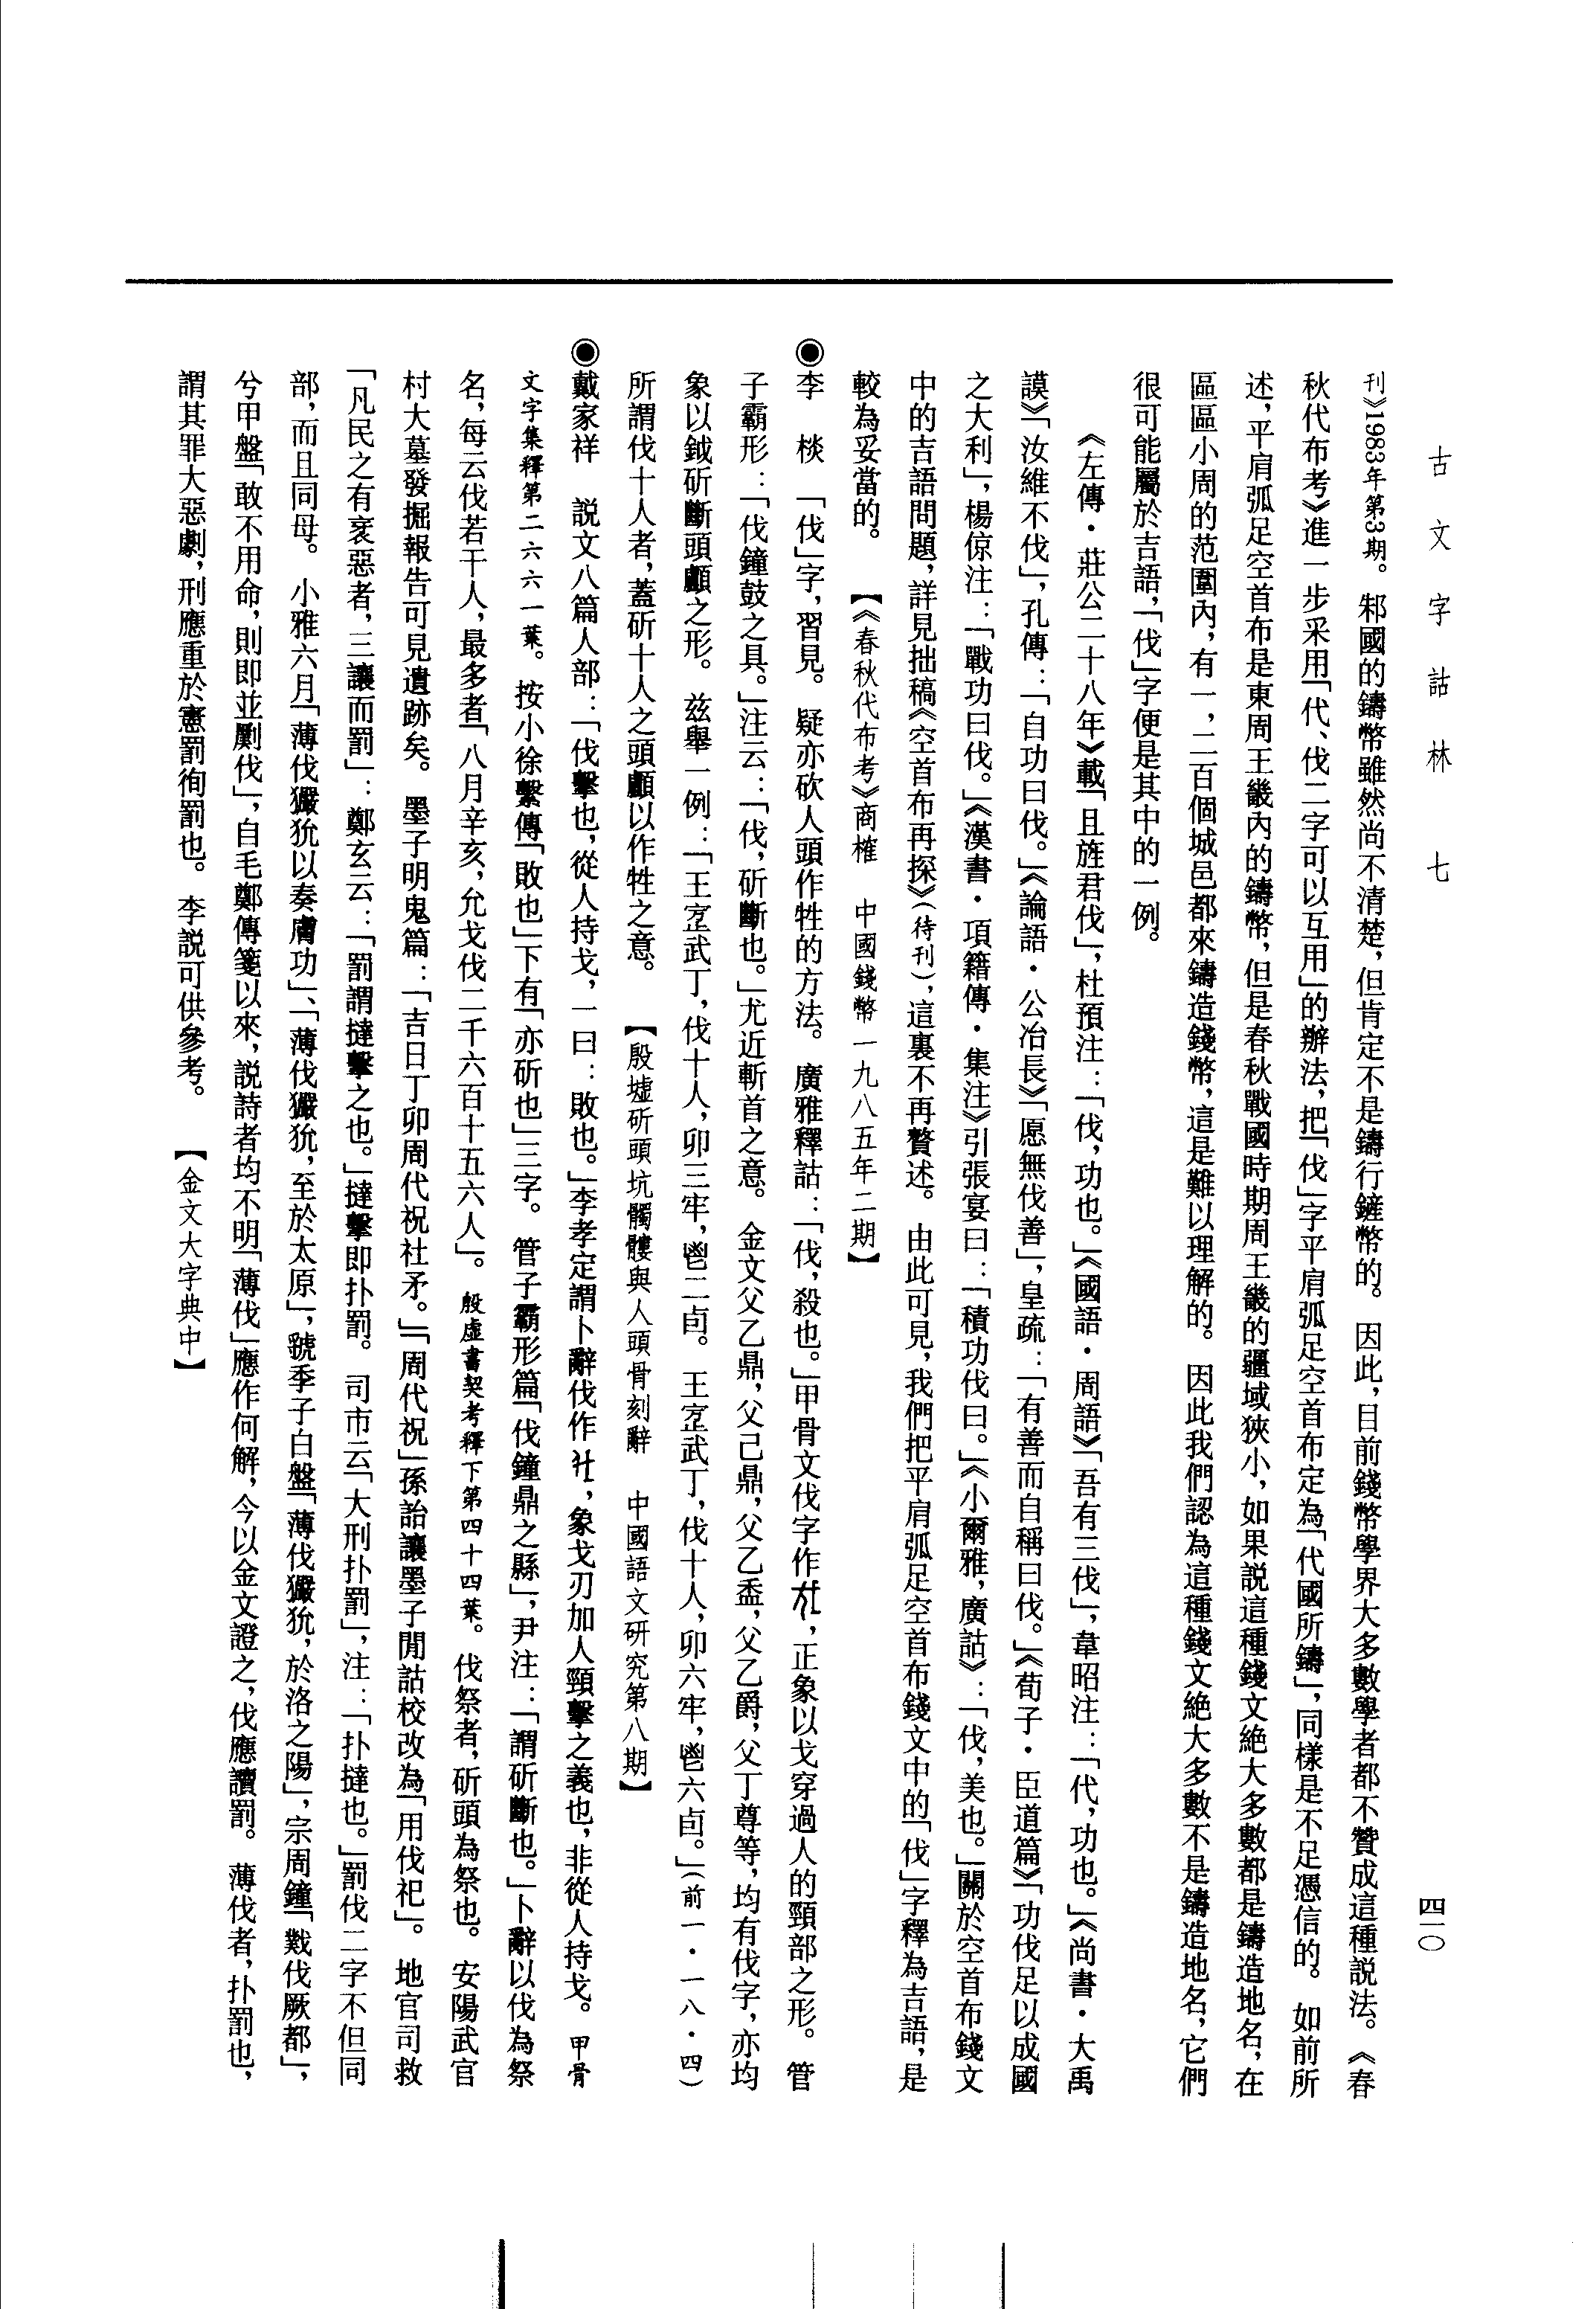 古文字詁林　七
四一〇
刊》1983年第3期。邾國的鑄幣雖然尚不清楚，但肯定不是鑄行鏟幣的。因此，目前錢幣學界大多數學者都不贊成這種説法。《春
秋代布考》進一步采用「代、伐二字可以互用」的辦法，把「伐」字平肩弧足空首布定為「代國所鑄」，同樣是不足憑信的。如前所
述，平肩弧足空首布是東周王畿內的鑄幣，但是春秋戰國時期周王畿的疆域狹小，如果説這種錢文絕大多數都是鑄造地名，在
區區小周的范圍內，有一，二百個城邑都來鑄造錢幣，這是難以理解的。因此我們認為這種錢文絕大多數不是鑄造地名，它們
很可能屬於吉語，「伐」字便是其中的一例。
《左傳·莊公二十八年》載「且旌君伐」，杜預注：「伐，功也。」《國語·周語》「吾有三伐」，韋昭注：「代，功也。」《尚書·大禹
謨》「汝維不伐」，孔傳：「自功曰伐。」《論語·公冶長》「愿無伐善」，皇疏：「有善而自稱曰伐。」《荀子·臣道篇》「功伐足以成國
之大利」，楊倞注：「戰功曰伐。」《漢書·項籍傳·集注》引張宴曰：「積功伐曰。」《小爾雅，廣詁》：「伐，美也。」關於空首布錢文
中的吉語問題，詳見拙稿《空首布再探》（待刊），這裏不再贅述。由此可見，我們把平肩弧足空首布錢文中的「伐」字釋為吉語，是
較為妥當的。【《春秋代布考》商榷　中國錢幣一九八五年二期】
◉李　棪　「伐」字，習見。疑亦砍人頭作牲的方法。廣雅釋詁：「伐，殺也。」甲骨文伐字作，正象以戈穿過人的頸部之形。管
子霸形：「伐鐘鼓之具。」注云：「伐，斫斷也。」尤近斬首之意。金文父乙鼎，父己鼎，父乙盉，父乙爵，父丁尊等，均有伐字，亦均
象以鉞斫斷頭顱之形。兹舉一例：「王武丁，伐十人，卯三牢，鬯二卣。王武丁，伐十人，卯六牢，鬯六卣。」（前一·一八·四）
所謂伐十人者，蓋斫十人之頭顱以作牲之意。【殷墟斫頭坑髑髏與人頭骨刻辭　中國語文研究第八期】
◉戴家祥　説文八篇人部：「伐擊也，從人持戈，一曰：敗也。」李孝定謂卜辭伐作，象戈刃加人頸擊之義也，非從人持戈。甲骨
文字集釋第二六六一葉。按小徐繫傳「敗也」下有「亦斫也」三字。管子霸形篇「伐鐘鼎之縣」，尹注：「謂斫斷也。」卜辭以伐為祭
名，每云伐若干人，最多者「八月辛亥，允戈伐二千六百十五六人」。殷虛書契考釋下第四十四葉。伐祭者，斫頭為祭也。安陽武官
村大墓發掘報告可見遺跡矣。墨子明鬼篇：「吉日丁卯周代祝社矛。」「周代祝」孫詒讓墨子閒詁校改為「用伐祀」。地官司救
「凡民之有衺惡者，三讓而罰」：鄭玄云：「罰謂撻擊之也。」撻擊即扑罰。司市云「大刑扑罰」，注：「扑撻也。」罰伐二字不但同
部，而且同母。小雅六月「薄伐玁狁以奏膚功」、「薄伐玁狁，至於太原」，虢季子白盤「薄伐玁狁，於洛之陽」，宗周鐘「戴伐厥都」，
兮甲盤「敢不用命，則即並劂伐」，自毛鄭傳箋以來，説詩者均不明「薄伐」應作何解，今以金文證之，伐應讀罰。薄伐者，扑罰也，
謂其罪大惡劇，刑應重於憲罰徇罰也。李説可供參考。【金文大字典中】